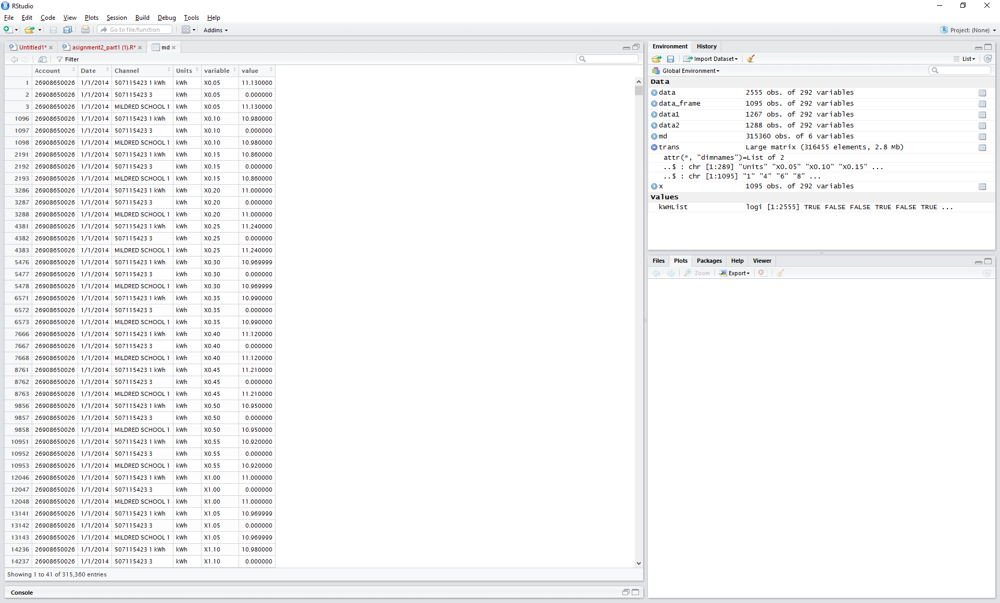 RStudio
File Edit Code View Plots Session Build Debug Tools Help
Go to file/function Addins Project: (None)
Untitled1* asignment2_part1 (1).R* md
Filter
Account Date Channel Units variable value
1 26908650026 1/1/2014 507115423 1 kWh kWh X0.05 11.130000
2 26908650026 1/1/2014 507115423 3 kWh X0.05 0.000000
3 26908650026 1/1/2014 MILDRED SCHOOL 1 kWh X0.05 11.130000
1096 26908650026 1/1/2014 507115423 1 kWh kWh X0.10 10.980000
1097 26908650026 1/1/2014 507115423 3 kWh X0.10 0.000000
1098 26908650026 1/1/2014 MILDRED SCHOOL 1 kWh X0.10 10.980000
2191 26908650026 1/1/2014 507115423 1 kWh kWh X0.15 10.860000
2192 26908650026 1/1/2014 507115423 3 kWh X0.15 0.000000
2193 26908650026 1/1/2014 MILDRED SCHOOL 1 kWh X0.15 10.860000
3286 26908650026 1/1/2014 507115423 1 kWh kWh X0.20 11.000000
3287 26908650026 1/1/2014 507115423 3 kWh X0.20 0.000000
3288 26908650026 1/1/2014 MILDRED SCHOOL 1 kWh X0.20 11.000000
4381 26908650026 1/1/2014 507115423 1 kWh kWh X0.25 11.240000
4382 26908650026 1/1/2014 507115423 3 kWh X0.25 0.000000
4383 26908650026 1/1/2014 MILDRED SCHOOL 1 kWh X0.25 11.240000
5476 26908650026 1/1/2014 507115423 1 kWh kWh X0.30 10.969999
5477 26908650026 1/1/2014 507115423 3 kWh X0.30 0.000000
5478 26908650026 1/1/2014 MILDRED SCHOOL 1 kWh X0.30 10.969999
6571 26908650026 1/1/2014 507115423 1 kWh kWh X0.35 10.990000
6572 26908650026 1/1/2014 507115423 3 kWh X0.35 0.000000
6573 26908650026 1/1/2014 MILDRED SCHOOL 1 kWh X0.35 10.990000
7666 26908650026 1/1/2014 507115423 1 kWh kWh X0.40 11.120000
7667 26908650026 1/1/2014 507115423 3 kWh X0.40 0.000000
7668 26908650026 1/1/2014 MILDRED SCHOOL 1 kWh X0.40 11.120000
8761 26908650026 1/1/2014 507115423 1 kWh kWh X0.45 11.210000
8762 26908650026 1/1/2014 507115423 3 kWh X0.45 0.000000
8763 26908650026 1/1/2014 MILDRED SCHOOL 1 kWh X0.45 11.210000
9856 26908650026 1/1/2014 507115423 1 kWh kWh X0.50 10.950000
9857 26908650026 1/1/2014 507115423 3 kWh X0.50 0.000000
9858 26908650026 1/1/2014 MILDRED SCHOOL 1 kWh X0.50 10.950000
10951 26908650026 1/1/2014 507115423 1 kWh kWh X0.55 10.920000
10952 26908650026 1/1/2014 507115423 3 kWh X0.55 0.000000
10953 26908650026 1/1/2014 MILDRED SCHOOL 1 kWh X0.55 10.920000
12046 26908650026 1/1/2014 507115423 1 kWh kWh X1.00 11.000000
12047 26908650026 1/1/2014 507115423 3 kWh X1.00 0.000000
12048 26908650026 1/1/2014 MILDRED SCHOOL 1 kWh X1.00 11.000000
13141 26908650026 1/1/2014 507115423 1 kWh kWh X1.05 10.969999
13142 26908650026 1/1/2014 507115423 3 kWh X1.05 0.000000
13143 26908650026 1/1/2014 MILDRED SCHOOL 1 kWh X1.05 10.969999
14236 26908650026 1/1/2014 507115423 1 kWh kWh X1.10 10.980000
14237 26908650026 1/1/2014 507115423 3 kWh X1.10 0.000000
Showing 1 to 41 of 315,360 entries
Console
Environment History
Import Dataset List
Global Environment
Data
data 2555 obs. of 292 variables
data_frame 1095 obs. of 292 variables
data1 1267 obs. of 292 variables
data2 1288 obs. of 292 variables
md 315360 obs. of 6 variables
trans Large matrix (316455 elements, 2.8 Mb)
attr(*, "dimnames")=List of 2
..$ : chr [1:289] "Units" "X0.05" "X0.10" "X0.15" ...
..$ : chr [1:1095] "1" "4" "6" "8" ...
x 1095 obs. of 292 variables
Values
kWHList logi [1:2555] TRUE FALSE FALSE TRUE FALSE TRUE ...
Files Plots Packages Help Viewer
Zoom Export